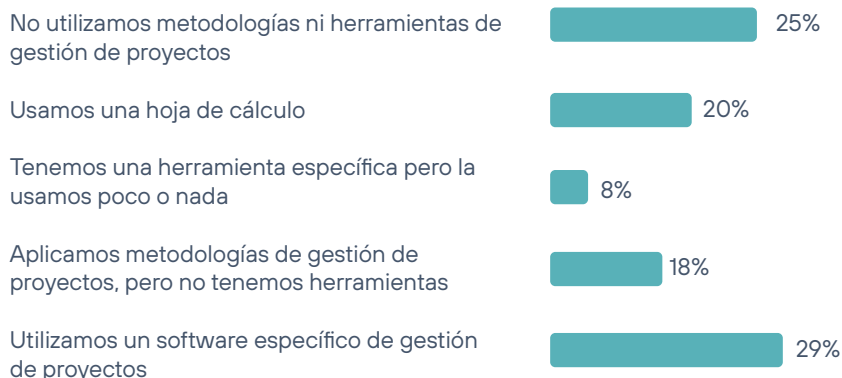 No utilizamos metodologías ni herramientas de
gestión de proyectos
25%
Usamos una hoja de cálculo
20%
Tenemos una herramienta específica pero la
usamos poco o nada
8%
Aplicamos metodologías de gestión de
proyectos, pero no tenemos herramientas
18%
Utilizamos un software específico de gestión
de proyectos
29%